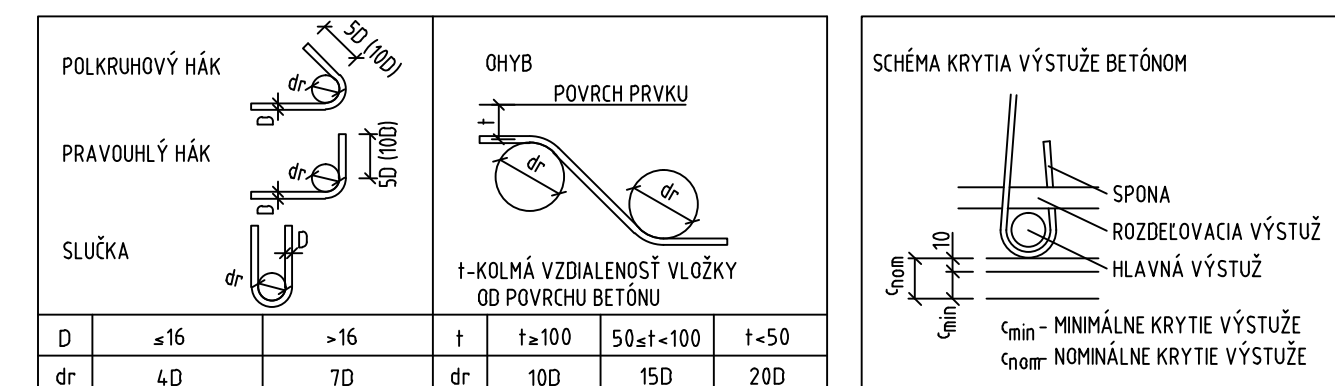 POLKRUHOVÝ HÁK
5D (10D)
dr
D
PRAVOUHLÝ HÁK
5D (10D)
dr
D
SLUČKA
D
dr
OHYB
POVRCH PRVKU
t
dr
dr
t-KOLMÁ VZDIALENOSŤ VLOŽKY
OD POVRCHU BETÓNU
D ≤16 >16 t t≥100 50≤t<100 t<50
dr 4D 7D dr 10D 15D 20D
SCHÉMA KRYTIA VÝSTUŽE BETÓNOM
SPONA
ROZDEĽOVACIA VÝSTUŽ
HLAVNÁ VÝSTUŽ
10
cnom
cmin
cmin - MINIMÁLNE KRYTIE VÝSTUŽE
cnom- NOMINÁLNE KRYTIE VÝSTUŽE